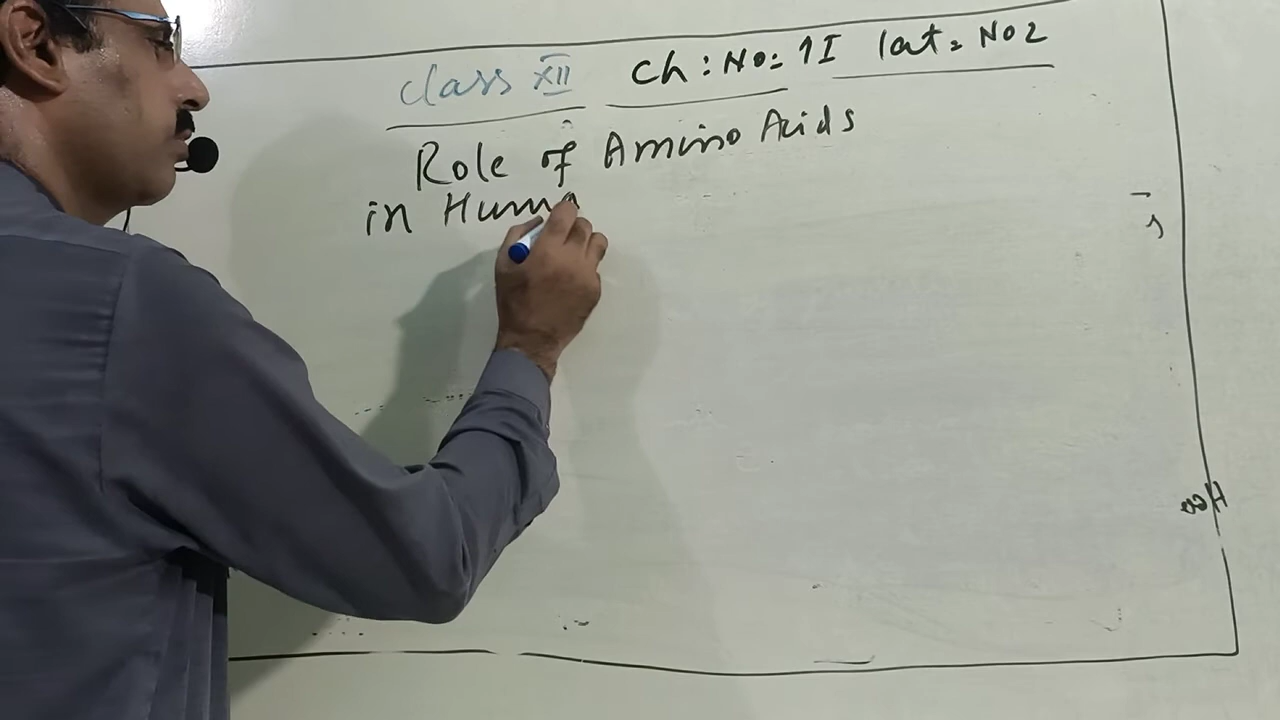 class XII Ch: No: 1I lat= No2
Role of Amino Acids
in Huma